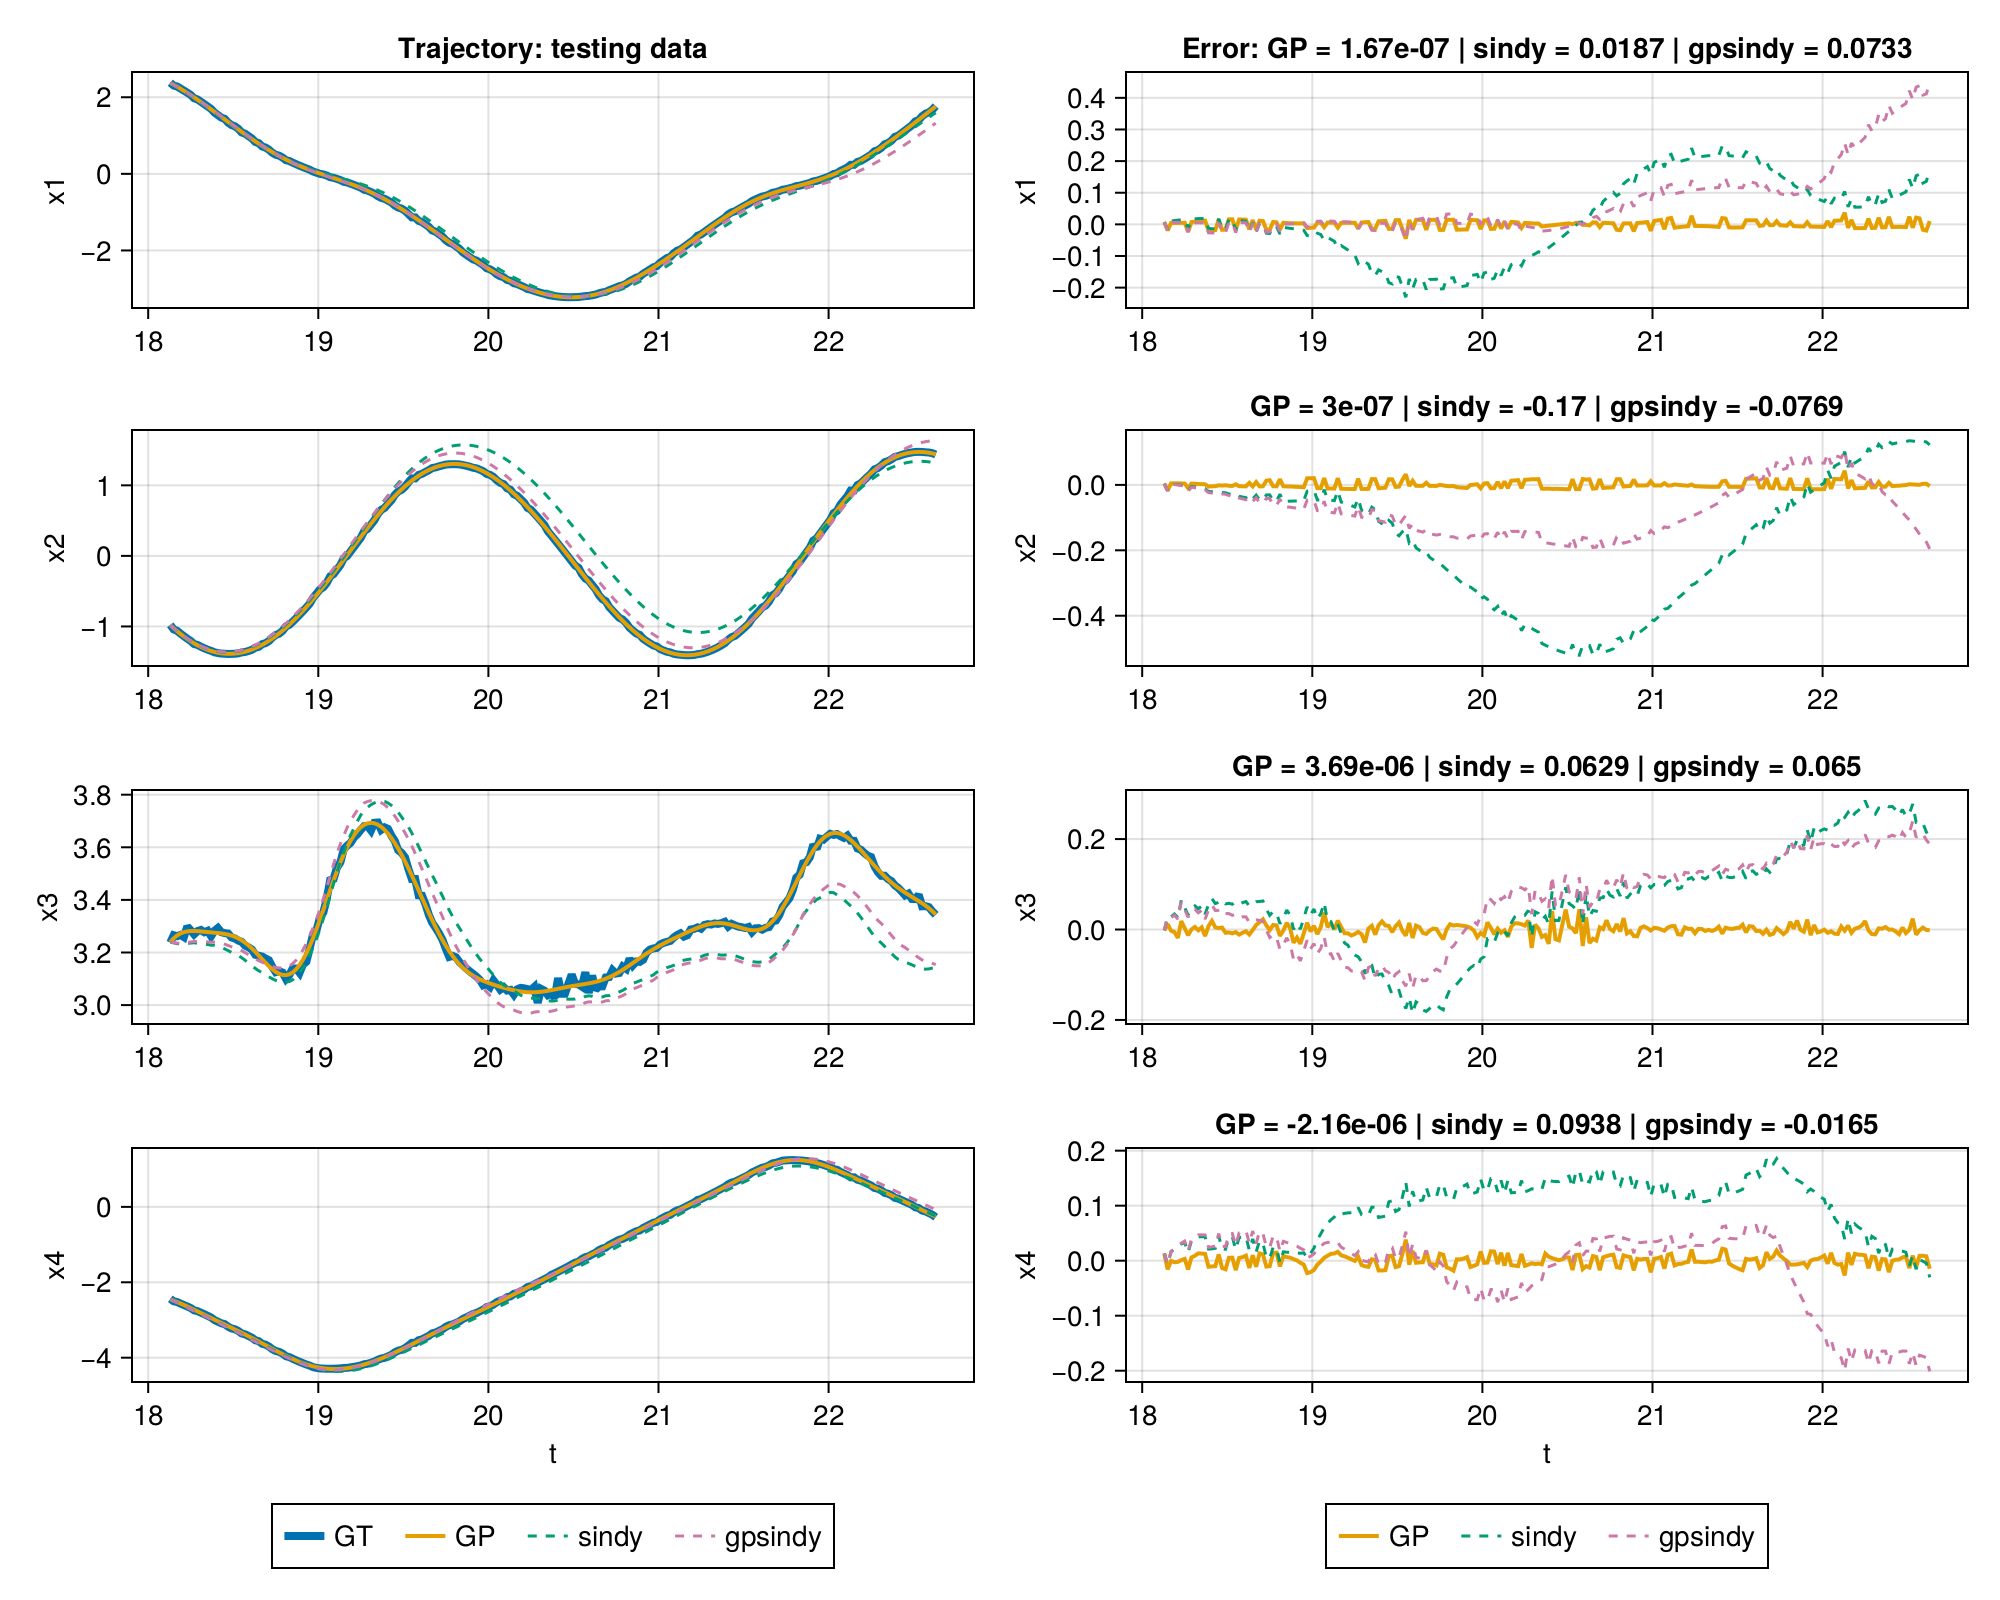 Trajectory: testing data
x1
2
0
−2
18 19 20 21 22
Error: GP = 1.67e-07 | sindy = 0.0187 | gpsindy = 0.0733
x1
0.4
0.3
0.2
0.1
0.0
−0.1
−0.2
18 19 20 21 22
x2
1
0
−1
18 19 20 21 22
GP = 3e-07 | sindy = -0.17 | gpsindy = -0.0769
x2
0.0
−0.2
−0.4
18 19 20 21 22
x3
3.8
3.6
3.4
3.2
3.0
18 19 20 21 22
GP = 3.69e-06 | sindy = 0.0629 | gpsindy = 0.065
x3
0.2
0.0
−0.2
18 19 20 21 22
x4
0
−2
−4
18 19 20 21 22
t
GP = -2.16e-06 | sindy = 0.0938 | gpsindy = -0.0165
x4
0.2
0.1
0.0
−0.1
−0.2
18 19 20 21 22
t
GT GP sindy gpsindy
GP sindy gpsindy